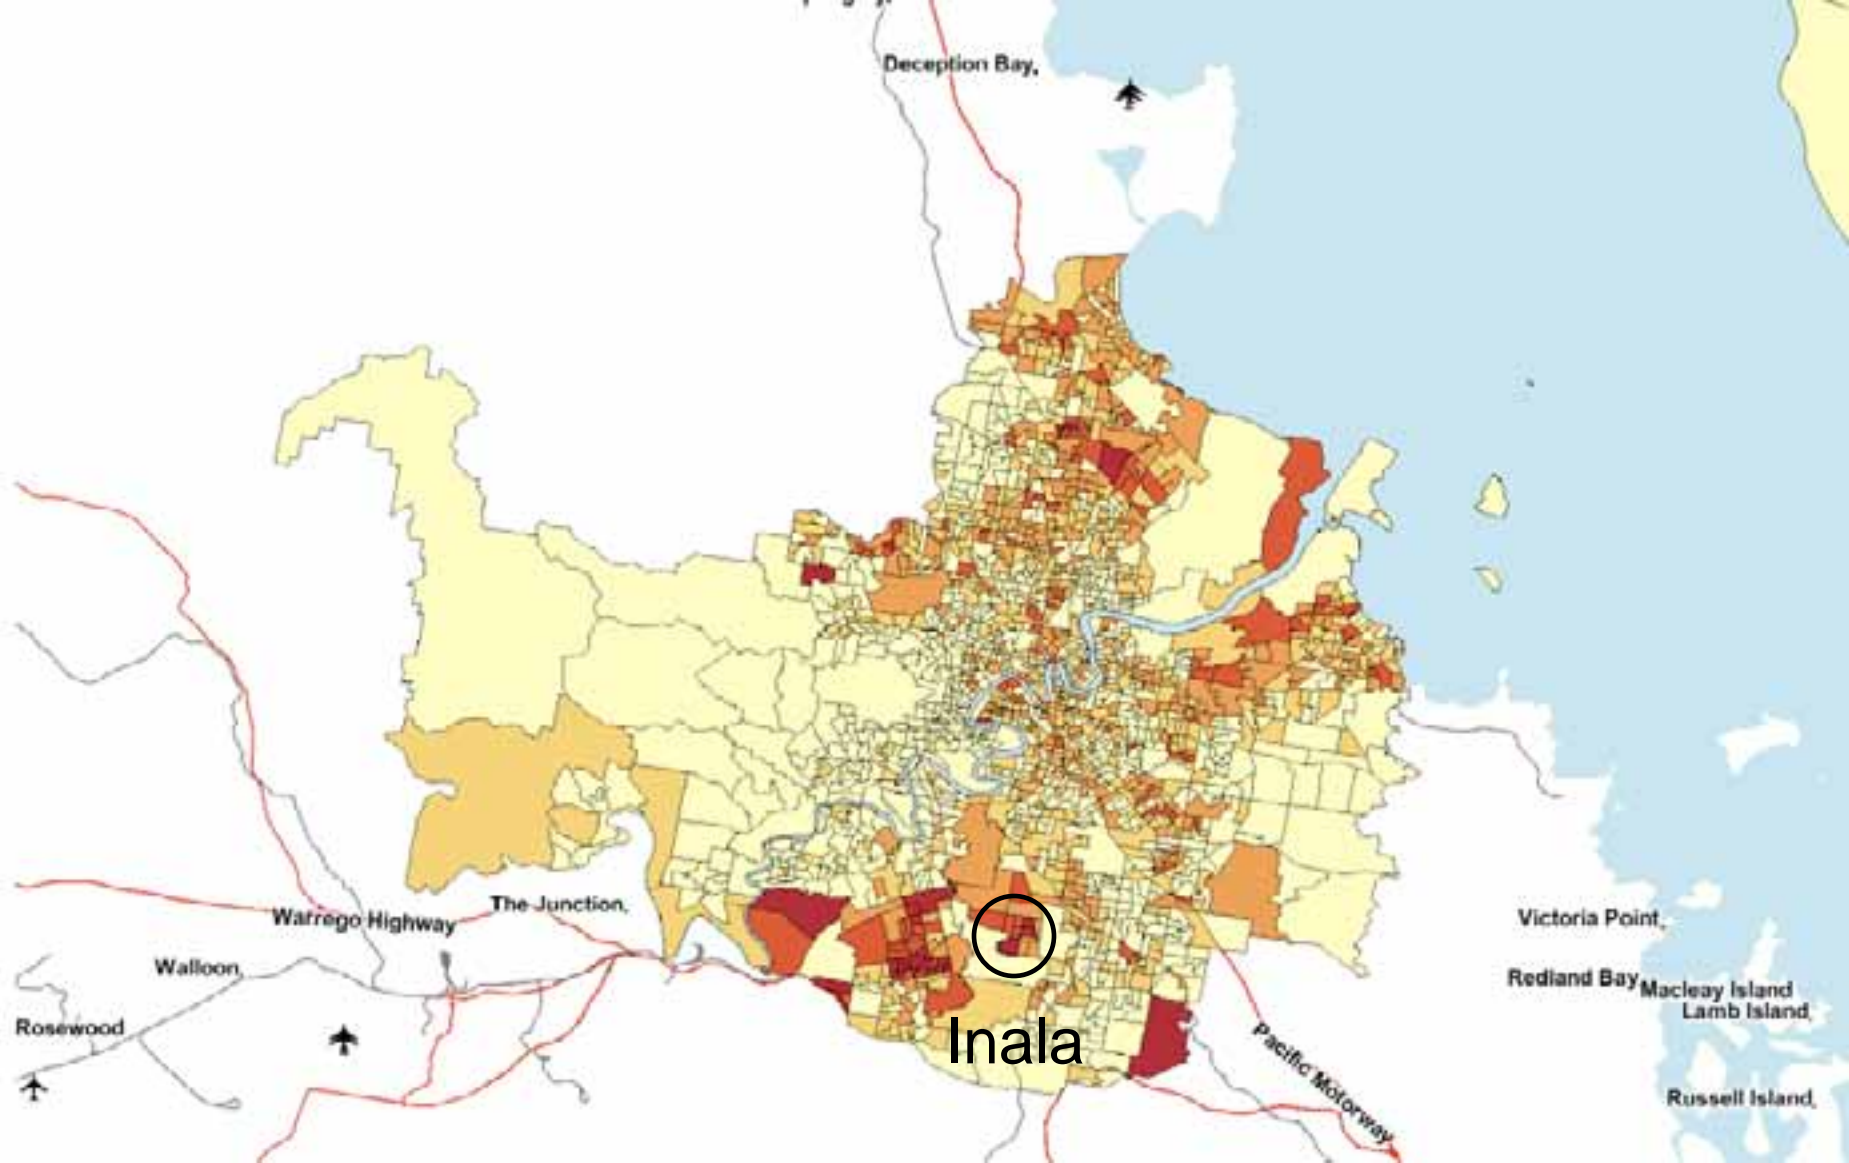 Deception Bay,
Warrego Highway
The Junction,
Walloon,
Rosewood
Inala
Pacific Motorway
Victoria Point,
Redland Bay,
Macleay Island
Lamb Island,
Russell Island,